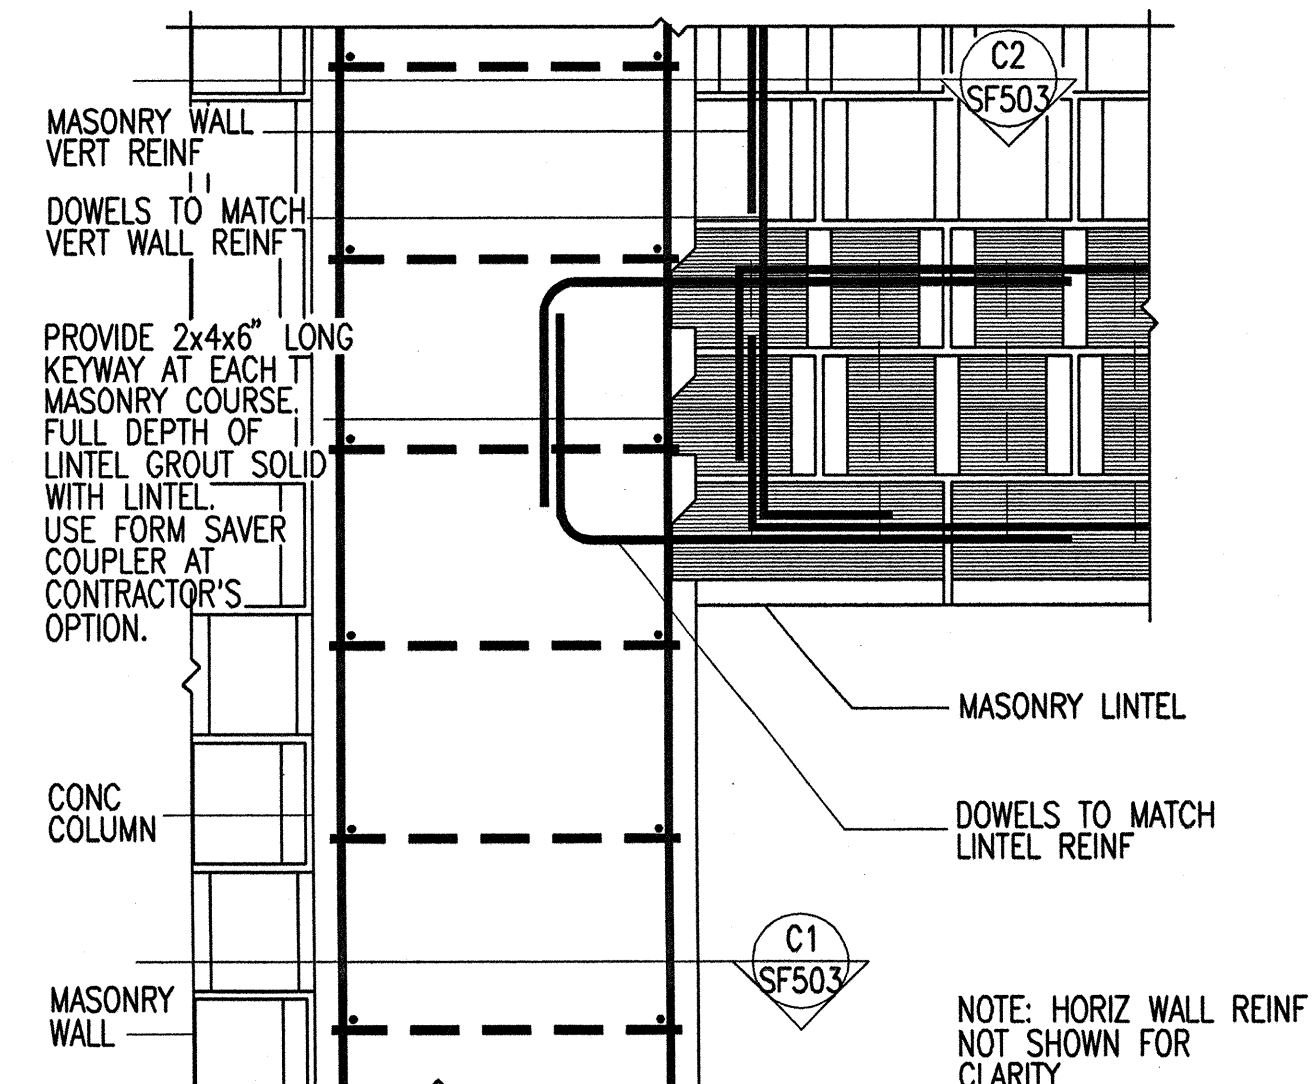 C2
SF503
MASONRY WALL
VERT REINF
DOWELS TO MATCH
VERT WALL REINF
PROVIDE 2x4x6" LONG
KEYWAY AT EACH
MASONRY COURSE.
FULL DEPTH OF
LINTEL GROUT SOLID
WITH LINTEL.
USE FORM SAVER
COUPLER AT
CONTRACTOR'S
OPTION.
MASONRY LINTEL
CONC
COLUMN
DOWELS TO MATCH
LINTEL REINF
C1
SF503
MASONRY
WALL
NOTE: HORIZ WALL REINF
NOT SHOWN FOR
CLARITY